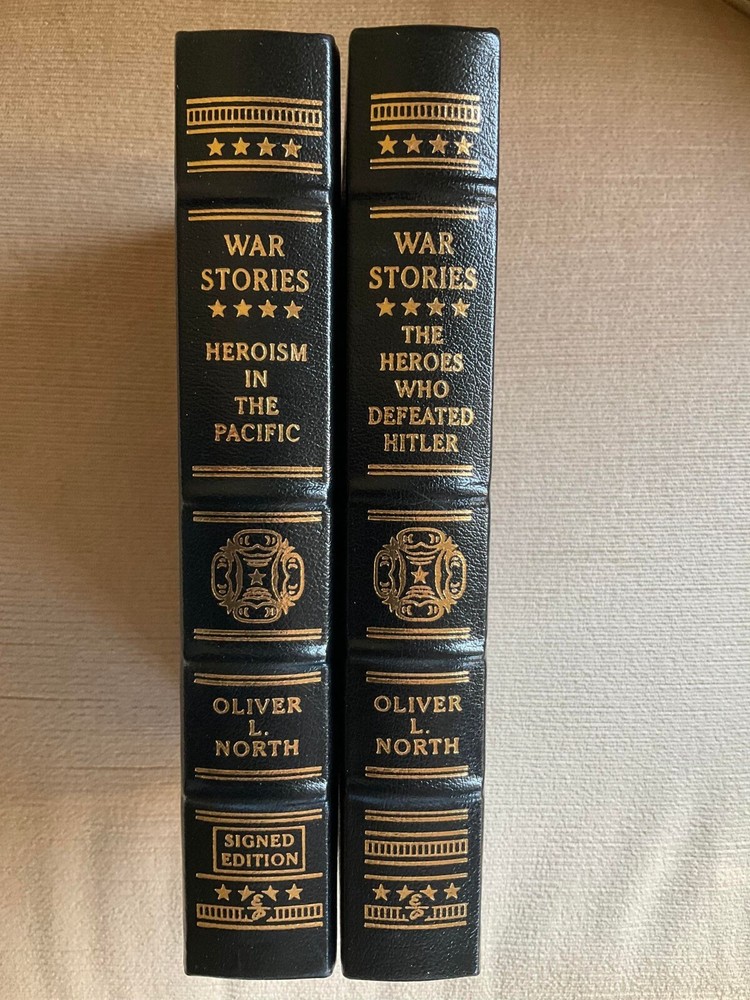 WAR
STORIES
HEROISM
IN
THE
PACIFIC
OLIVER
L.
NORTH
SIGNED
EDITION
WAR
STORIES
THE
HEROES
WHO
DEFEATED
HITLER
OLIVER
L.
NORTH